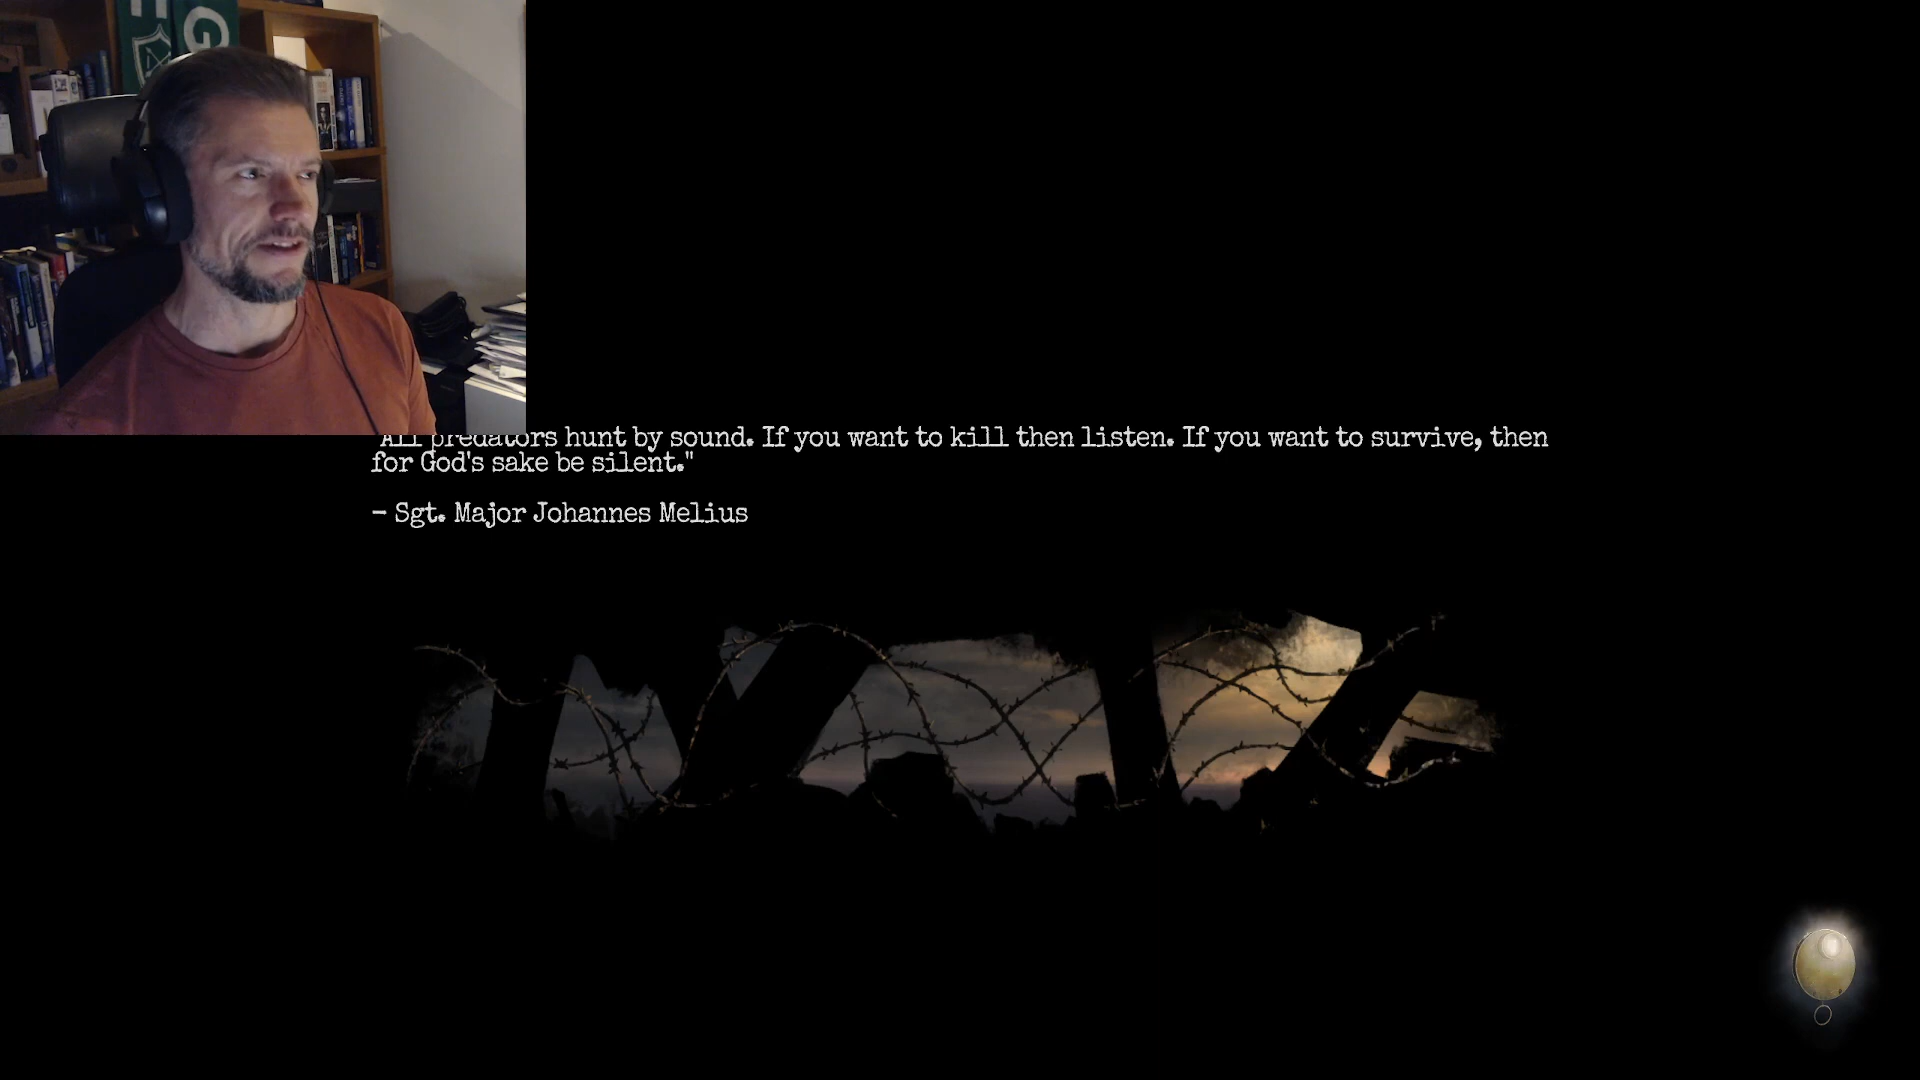 "All predators hunt by sound. If you want to kill then listen. If you want to survive, then
for God's sake be silent."
- Sgt. Major Johannes Melius